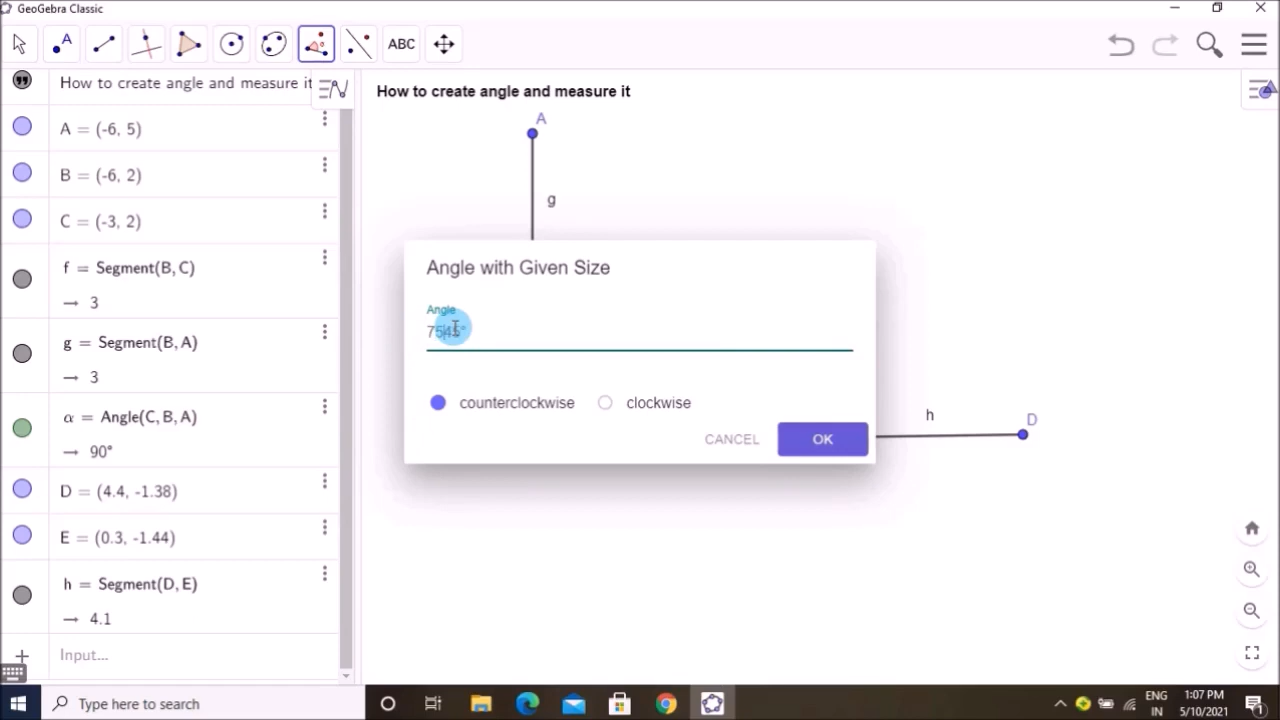 GeoGebra Classic
ABC
How to create angle and measure it
A = (-6, 5)
B = (-6, 2)
C = (-3, 2)
f = Segment(B, C)
→ 3
g = Segment(B, A)
→ 3
α = Angle(C, B, A)
→ 90°
D = (4.4, -1.38)
E = (0.3, -1.44)
h = Segment(D, E)
→ 4.1
Input...
How to create angle and measure it
A
g
Angle with Given Size
Angle
7545°
counterclockwise
clockwise
CANCEL
OK
h
D
Type here to search
ENG
IN
1:07 PM
5/10/2021
1